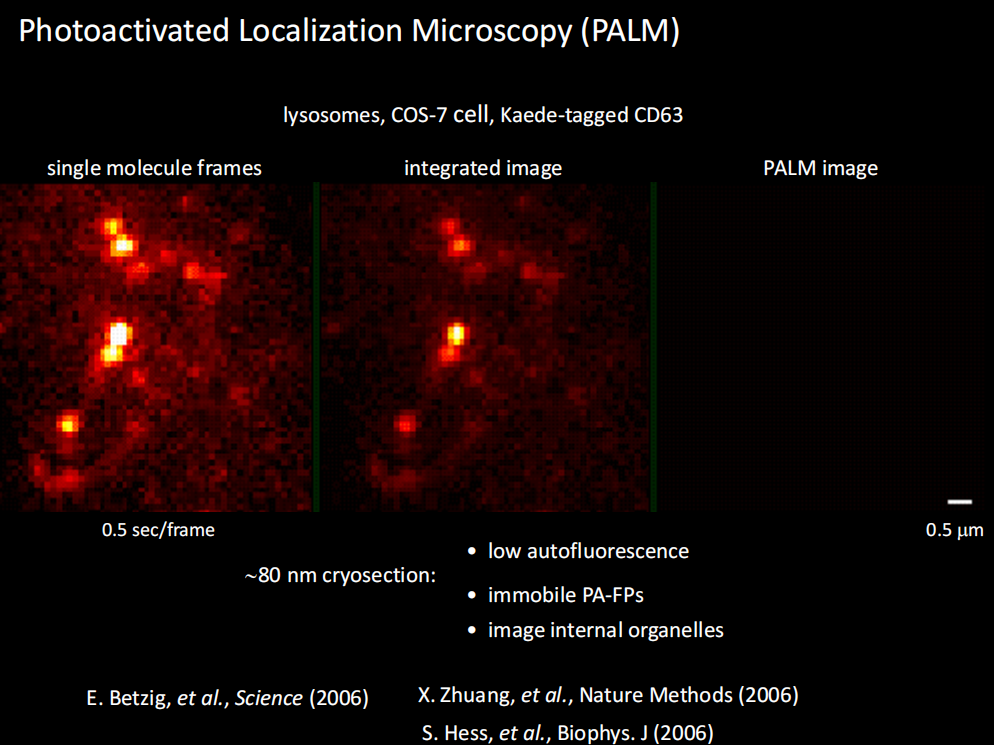 Photoactivated Localization Microscopy (PALM)
lysosomes, COS-7 cell, Kaede-tagged CD63
single molecule frames
integrated image
PALM image
0.5 sec/frame
0.5 µm
~80 nm cryosection:
• low autofluorescence
• immobile PA-FPs
• image internal organelles
E. Betzig, et al., Science (2006)
X. Zhuang, et al., Nature Methods (2006)
S. Hess, et al., Biophys. J (2006)